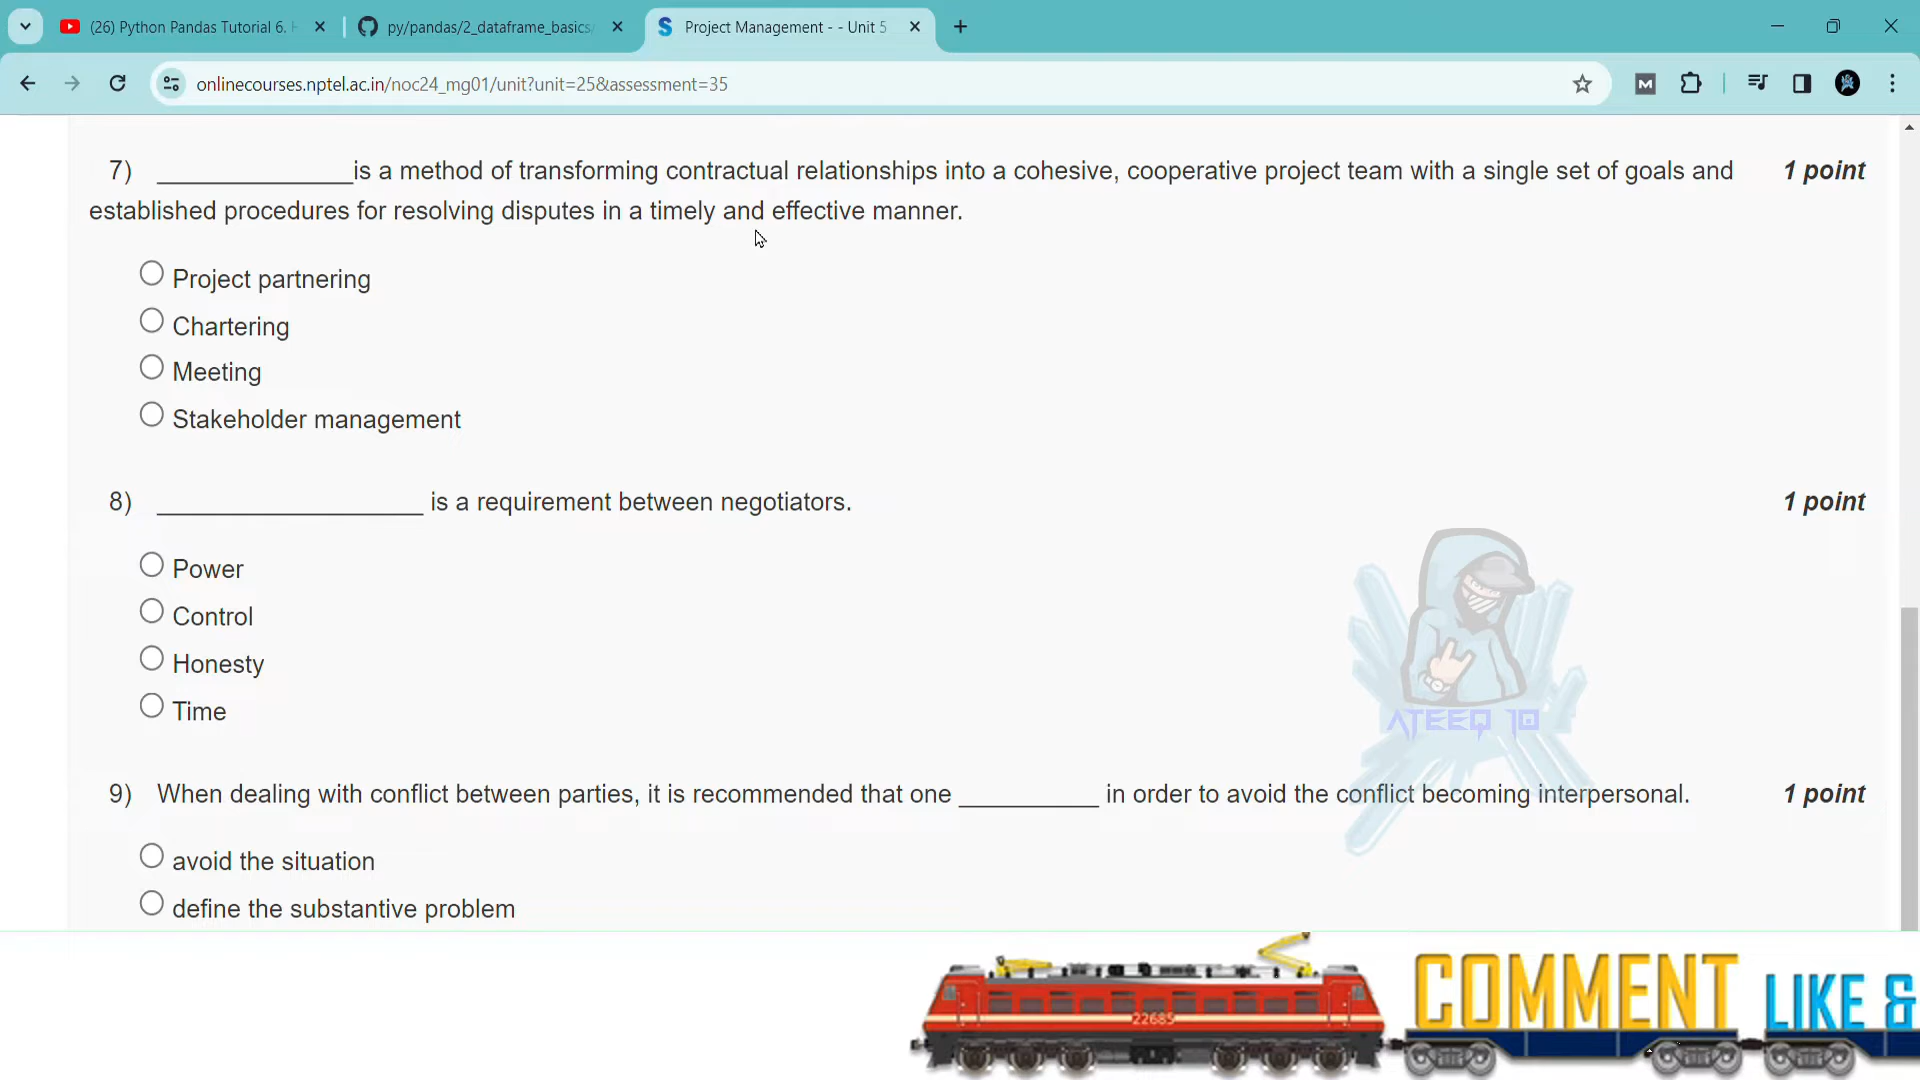 (26) Python Pandas Tutorial 6.
py/pandas/2_dataframe_basics
Project Management - - Unit 5
onlinecourses.nptel.ac.in/noc24_mg01/unit?unit=25&assessment=35
7) ______________is a method of transforming contractual relationships into a cohesive, cooperative project team with a single set of goals and 1 point
established procedures for resolving disputes in a timely and effective manner.
Project partnering
Chartering
Meeting
Stakeholder management
8) ___________________ is a requirement between negotiators. 1 point
Power
Control
Honesty
Time
ATEEQ 10
9) When dealing with conflict between parties, it is recommended that one __________ in order to avoid the conflict becoming interpersonal. 1 point
avoid the situation
define the substantive problem
22685
COMMENT LIKE &